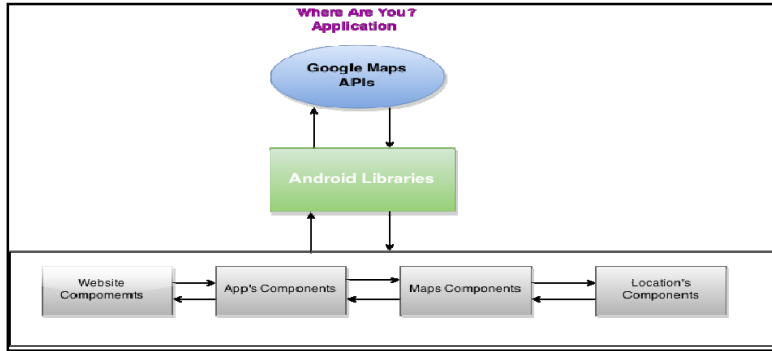 Where Are You?
Application
Google Maps
APIs
Android Libraries
Website
Compomemts
App's Components
Maps Components
Location's
Components